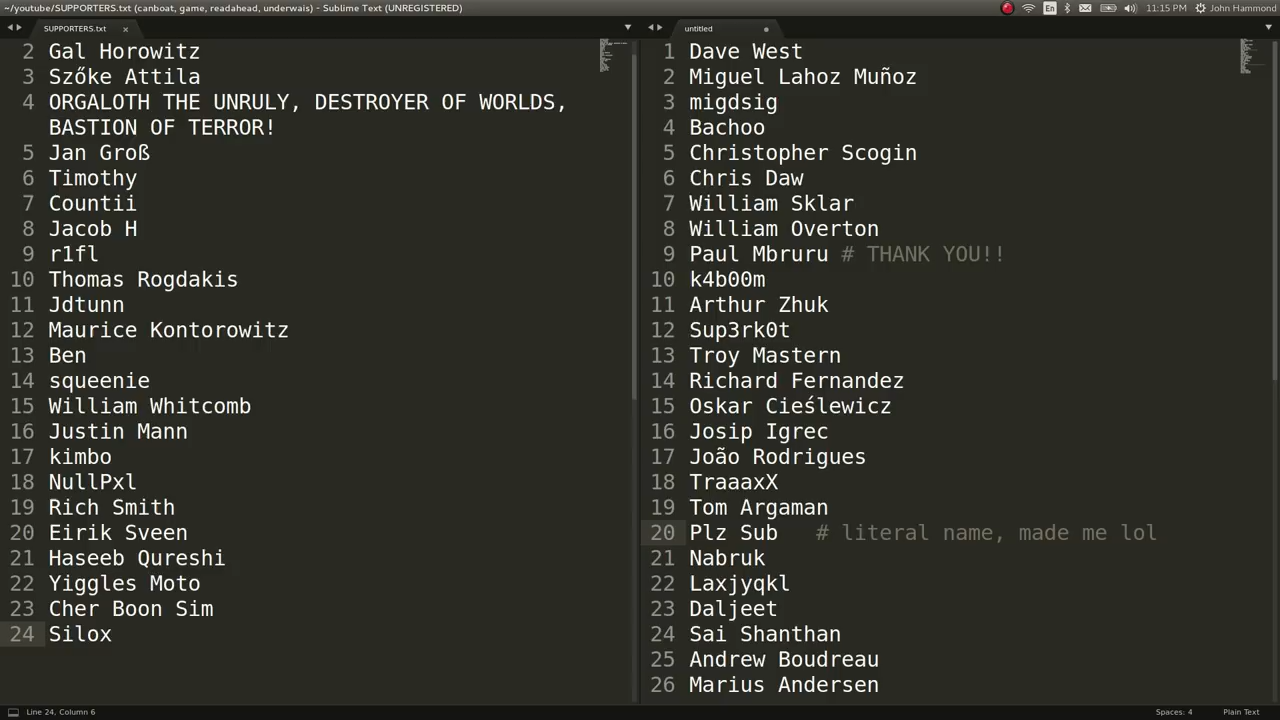 ~/youtube/SUPPORTERS.txt (canboat, game, readahead, underwais) - Sublime Text (UNREGISTERED)
En
11:15 PM
John Hammond
SUPPORTERS.txt
2 Gal Horowitz
3 Szőke Attila
4 ORGALOTH THE UNRULY, DESTROYER OF WORLDS,
BASTION OF TERROR!
5 Jan Groß
6 Timothy
7 Countii
8 Jacob H
9 r1fl
10 Thomas Rogdakis
11 Jdtunn
12 Maurice Kontorowitz
13 Ben
14 squeenie
15 William Whitcomb
16 Justin Mann
17 kimbo
18 NullPxl
19 Rich Smith
20 Eirik Sveen
21 Haseeb Qureshi
22 Yiggles Moto
23 Cher Boon Sim
24 Silox
untitled
1 Dave West
2 Miguel Lahoz Muñoz
3 migdsig
4 Bachoo
5 Christopher Scogin
6 Chris Daw
7 William Sklar
8 William Overton
9 Paul Mbruru # THANK YOU!!
10 k4b00m
11 Arthur Zhuk
12 Sup3rk0t
13 Troy Mastern
14 Richard Fernandez
15 Oskar Cieślewicz
16 Josip Igrec
17 João Rodrigues
18 TraaaxX
19 Tom Argaman
20 Plz Sub   # literal name, made me lol
21 Nabruk
22 Laxjyqkl
23 Daljeet
24 Sai Shanthan
25 Andrew Boudreau
26 Marius Andersen
Line 24, Column 6
Spaces: 4
Plain Text